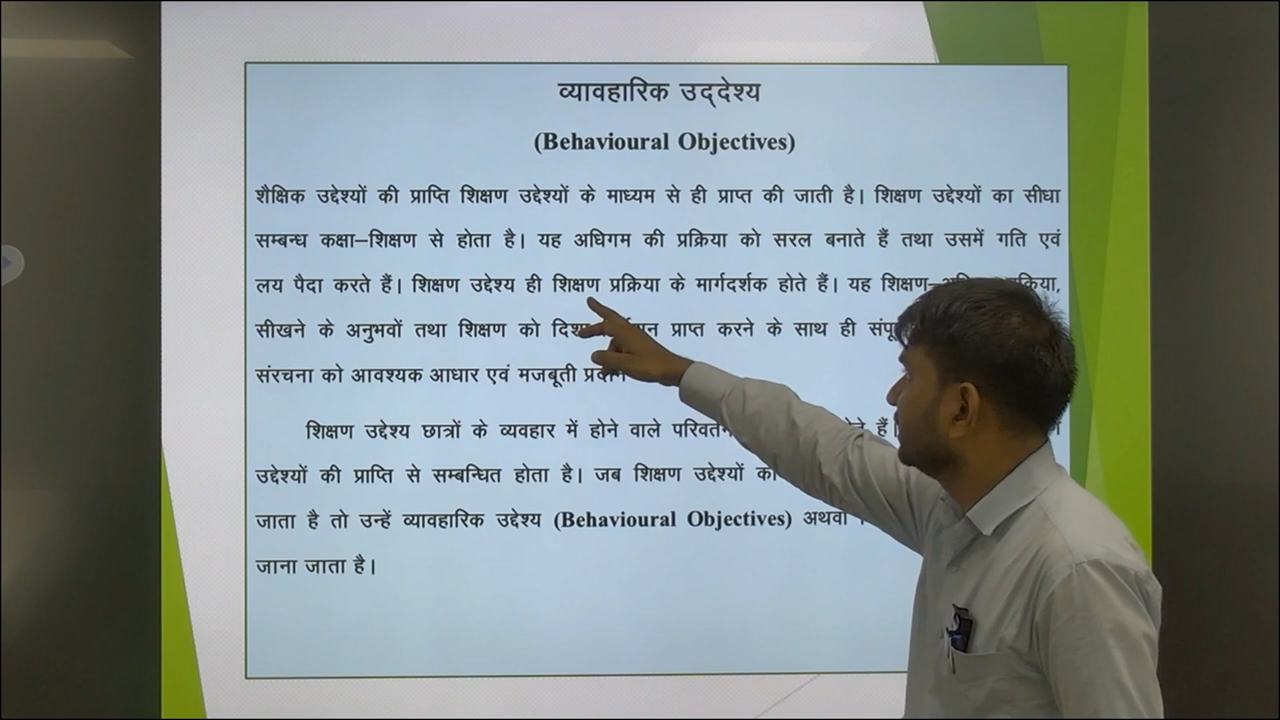 व्यावहारिक उद्‌देश्य
(Behavioural Objectives)
शैक्षिक उद्देश्यों की प्राप्ति शिक्षण उद्देश्यों के माध्यम से ही प्राप्त की जाती है। शिक्षण उद्देश्यों का सीधा
सम्बन्ध कक्षा–शिक्षण से होता है। यह अधिगम की प्रक्रिया को सरल बनाते हैं तथा उसमें गति एवं
लय पैदा करते हैं। शिक्षण उद्देश्य ही शिक्षण प्रक्रिया के मार्गदर्शक होते हैं। यह शिक्षण–
सीखने के अनुभवों तथा शिक्षण को प्राप्त करने के साथ ही
संरचना को आवश्यक आधार एवं मजबूती
शिक्षण उद्देश्य छात्रों के व्यवहार में होने वाले हैं।
उद्देश्यों की प्राप्ति से सम्बन्धित होता है। जब शिक्षण उद्देश्यों
जाता है तो उन्हें व्यावहारिक उद्देश्य (Behavioural Objectives) अथवा
जाना जाता है।